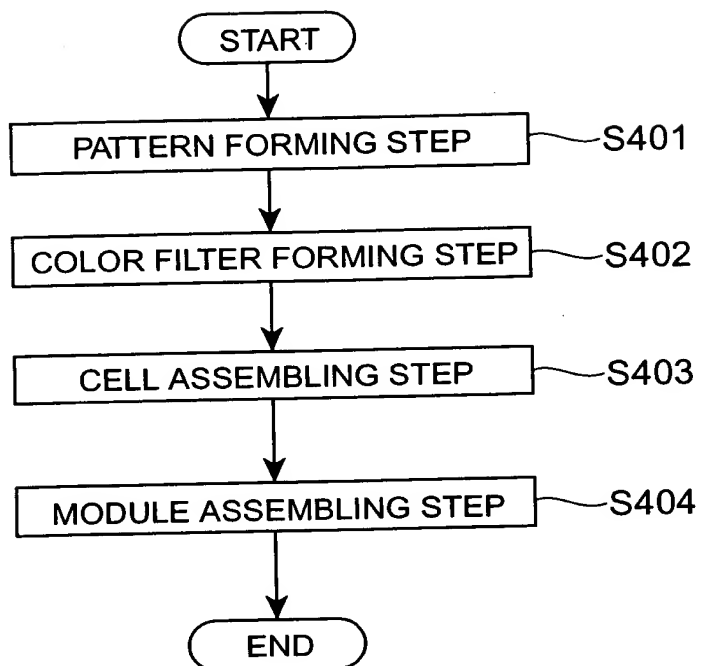 START
PATTERN FORMING STEP S401
COLOR FILTER FORMING STEP S402
CELL ASSEMBLING STEP S403
MODULE ASSEMBLING STEP S404
END